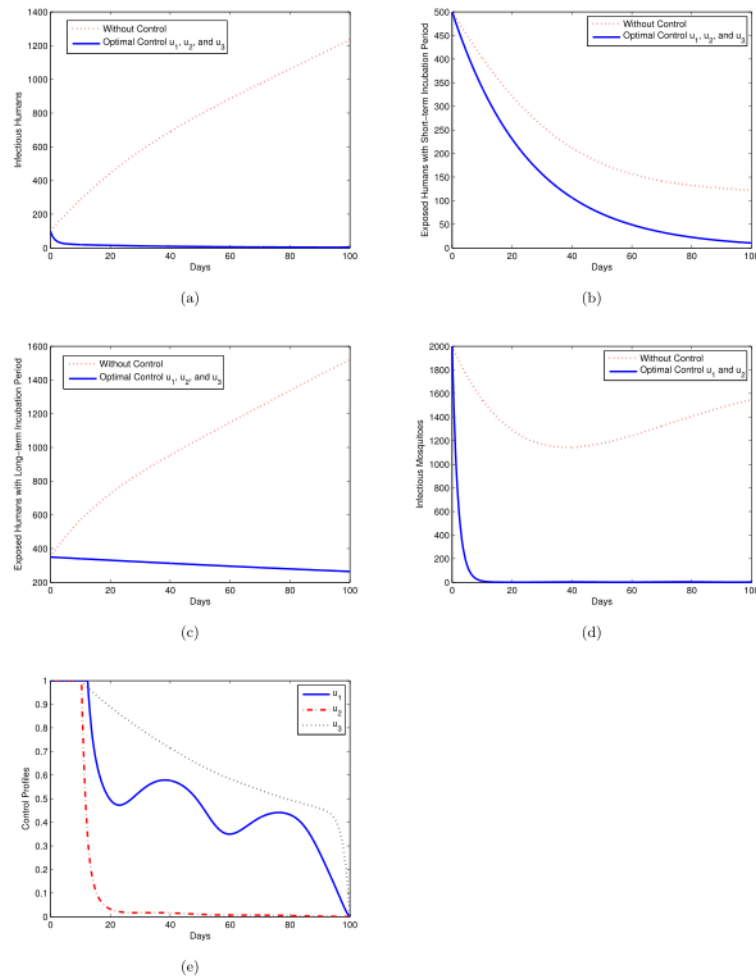 1400
1200
1000
800
600
400
200
0
0 20 40 60 80 100
Infectious Humans
Days
Without Control
Optimal Control u1, u2, and u3
(a)
500
450
400
350
300
250
200
150
100
50
0
0 20 40 60 80 100
Exposed Humans with Short-term Incubation Period
Days
Without Control
Optimal Control u1, u2, and u3
(b)
1600
1400
1200
1000
800
600
400
200
0 20 40 60 80 100
Exposed Humans with Long-term Incubation Period
Days
Without Control
Optimal Control u1, u2, and u3
(c)
2000
1800
1600
1400
1200
1000
800
600
400
200
0
0 20 40 60 80 100
Infectious Mosquitoes
Days
Without Control
Optimal Control u1 and u2
(d)
1
0.9
0.8
0.7
0.6
0.5
0.4
0.3
0.2
0.1
0
0 20 40 60 80 100
Control Profiles
Days
u1
u2
u3
(e)